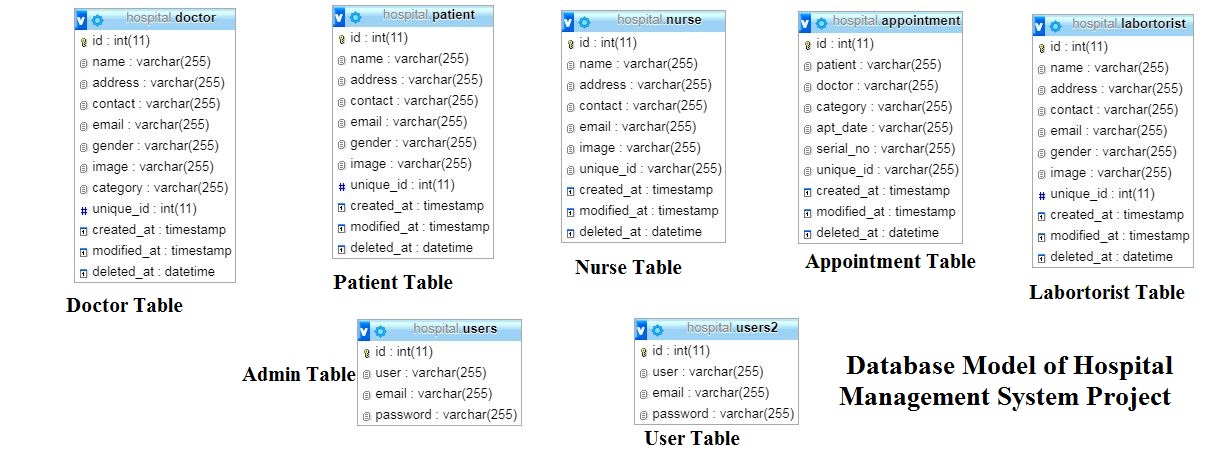 hospital.doctor
id : int(11)
name : varchar(255)
address : varchar(255)
contact : varchar(255)
email : varchar(255)
gender : varchar(255)
image : varchar(255)
category : varchar(255)
unique_id : int(11)
created_at : timestamp
modified_at : timestamp
deleted_at : datetime
Doctor Table
hospital.patient
id : int(11)
name : varchar(255)
address : varchar(255)
contact : varchar(255)
email : varchar(255)
gender : varchar(255)
image : varchar(255)
unique_id : int(11)
created_at : timestamp
modified_at : timestamp
deleted_at : datetime
Patient Table
hospital.nurse
id : int(11)
name : varchar(255)
address : varchar(255)
contact : varchar(255)
email : varchar(255)
image : varchar(255)
unique_id : varchar(255)
created_at : timestamp
modified_at : timestamp
deleted_at : datetime
Nurse Table
hospital.appointment
id : int(11)
patient : varchar(255)
doctor : varchar(255)
category : varchar(255)
apt_date : varchar(255)
serial_no : varchar(255)
unique_id : varchar(255)
created_at : timestamp
modified_at : timestamp
deleted_at : datetime
Appointment Table
hospital.labortorist
id : int(11)
name : varchar(255)
address : varchar(255)
contact : varchar(255)
email : varchar(255)
gender : varchar(255)
image : varchar(255)
unique_id : int(11)
created_at : timestamp
modified_at : timestamp
deleted_at : datetime
Labortorist Table
Admin Table
hospital.users
id : int(11)
user : varchar(255)
email : varchar(255)
password : varchar(255)
hospital.users2
id : int(11)
user : varchar(255)
email : varchar(255)
password : varchar(255)
User Table
Database Model of Hospital
Management System Project